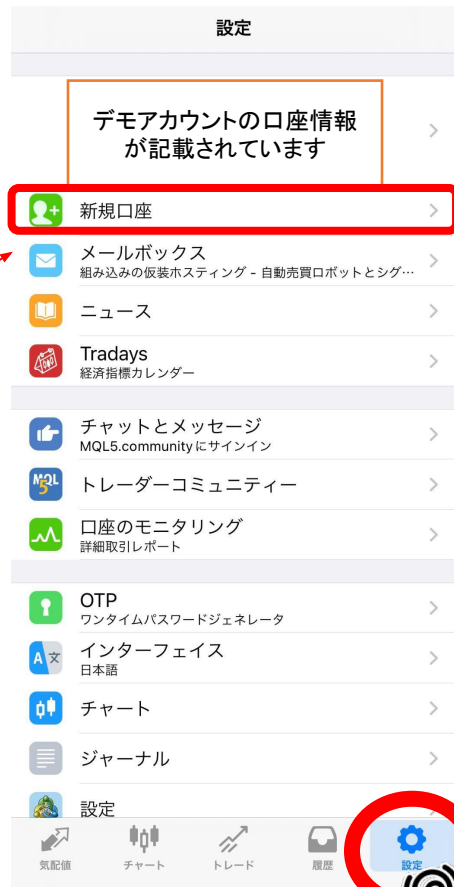 設定
デモアカウントの口座情報
が記載されています
新規口座
メールボックス
組み込みの仮装ホスティング - 自動売買ロボットとシグ…
ニュース
Tradays
経済指標カレンダー
チャットとメッセージ
MQL5.communityにサインイン
トレーダーコミュニティー
口座のモニタリング
詳細取引レポート
OTP
ワンタイムパスワードジェネレータ
インターフェイス
日本語
チャート
ジャーナル
設定
気配値
チャート
トレード
履歴
設定